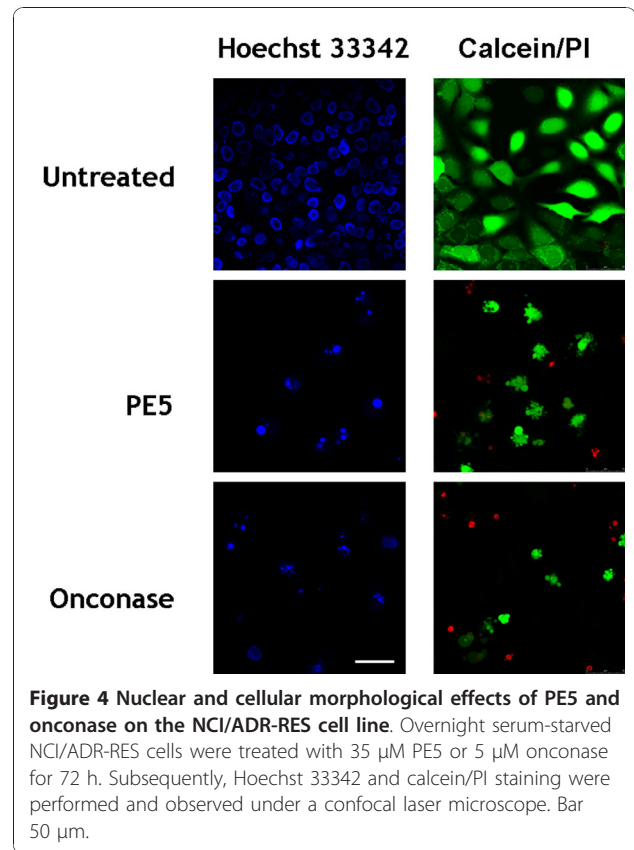 Hoechst 33342 Calcein/PI
Untreated
PE5
Onconase
Figure 4 Nuclear and cellular morphological effects of PE5 and
onconase on the NCI/ADR-RES cell line. Overnight serum-starved
NCI/ADR-RES cells were treated with 35 μM PE5 or 5 μM onconase
for 72 h. Subsequently, Hoechst 33342 and calcein/PI staining were
performed and observed under a confocal laser microscope. Bar
50 μm.